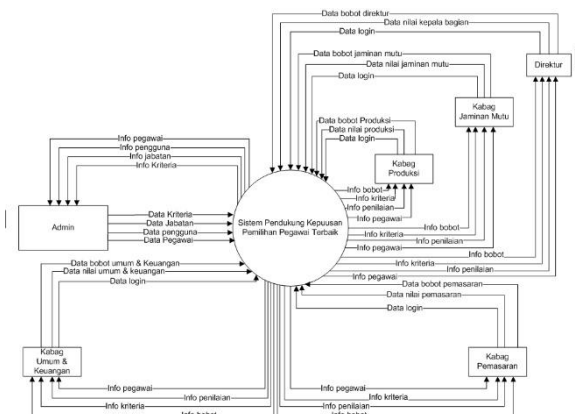 Data bobot direktur
Data nilai kepala bagian
Data login
Direktur
Data bobot jaminan mutu
Data nilai jaminan mutu
Data login
Kabag
Jaminan Mutu
Data bobot Produksi
Data nilai produksi
Data login
Kabag
Produksi
Info pegawai
Info pengguna
Info jabatan
Info Kriteria
Info bobot
Info kriteria
Info penilaian
Info pegawai
Admin
Data Kriteria
Data Jabatan
Data pengguna
Data Pegawai
Sistem Pendukung Kepuusan
Pemilihan Pegawai Terbaik
Info bobot
Info kriteria
Info penilaian
Info pegawai
Info bobot
Info kriteria
Info penilaian
Info pegawai
Data bobot umum & Keuangan
Data nilai umum & keuangan
Data login
Data bobot pemasaran
Data nilai pemasaran
Data login
Kabag
Umum &
Keuangan
Kabag
Pemasaran
Info pegawai
Info penilaian
Info kriteria
Info bobot
Info pegawai
Info kriteria
Info penilaian
Info bobot